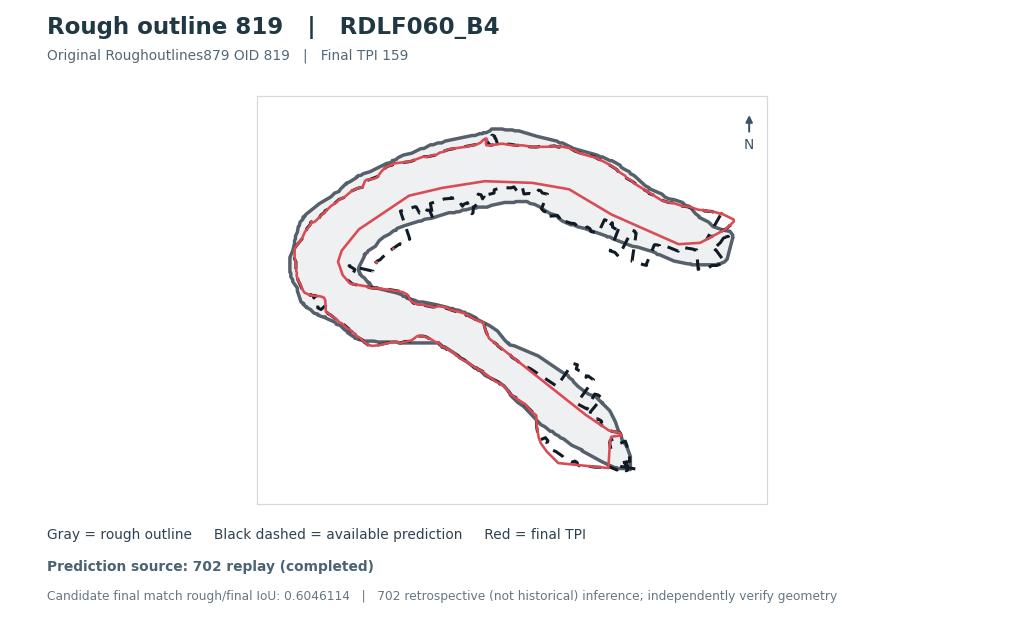 Rough outline 819   |   RDLF060_B4
Original Roughoutlines879 OID 819   |   Final TPI 159
N
Gray = rough outline     Black dashed = available prediction     Red = final TPI
Prediction source: 702 replay (completed)
Candidate final match rough/final IoU: 0.6046114   |   702 retrospective (not historical) inference; independently verify geometry